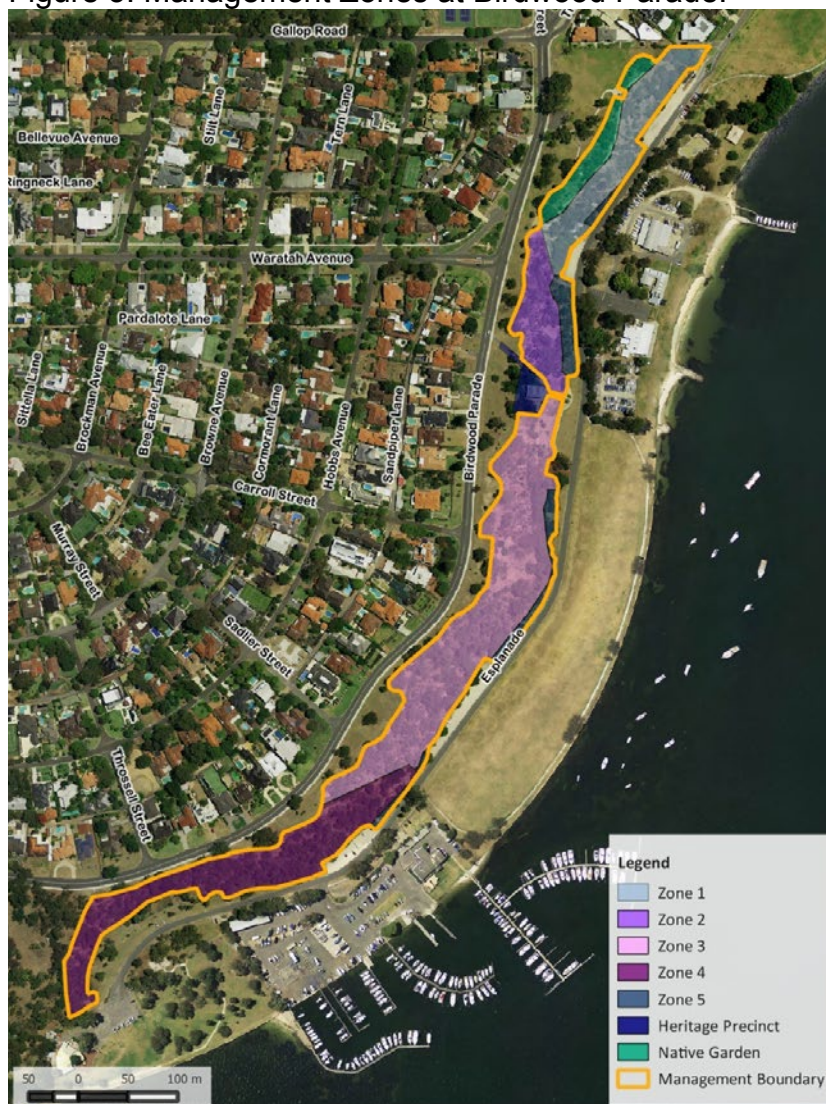 Figure 3: Management Zones at Birdwood Parade.
Gallop Road
Bellevue Avenue
Stilt Lane
Tern Lane
Ringneck Lane
Waratah Avenue
Pardalote Lane
Sittella Lane
Brockman Avenue
Bee Eater Lane
Browne Avenue
Cormorant Lane
Hobbs Avenue
Sandpiper Lane
Birdwood Parade
Carroll Street
Murray Street
Sadlier Street
Esplanade
Throssell Street
Legend
Zone 1
Zone 2
Zone 3
Zone 4
Zone 5
Heritage Precinct
Native Garden
Management Boundary
50 0 50 100 m